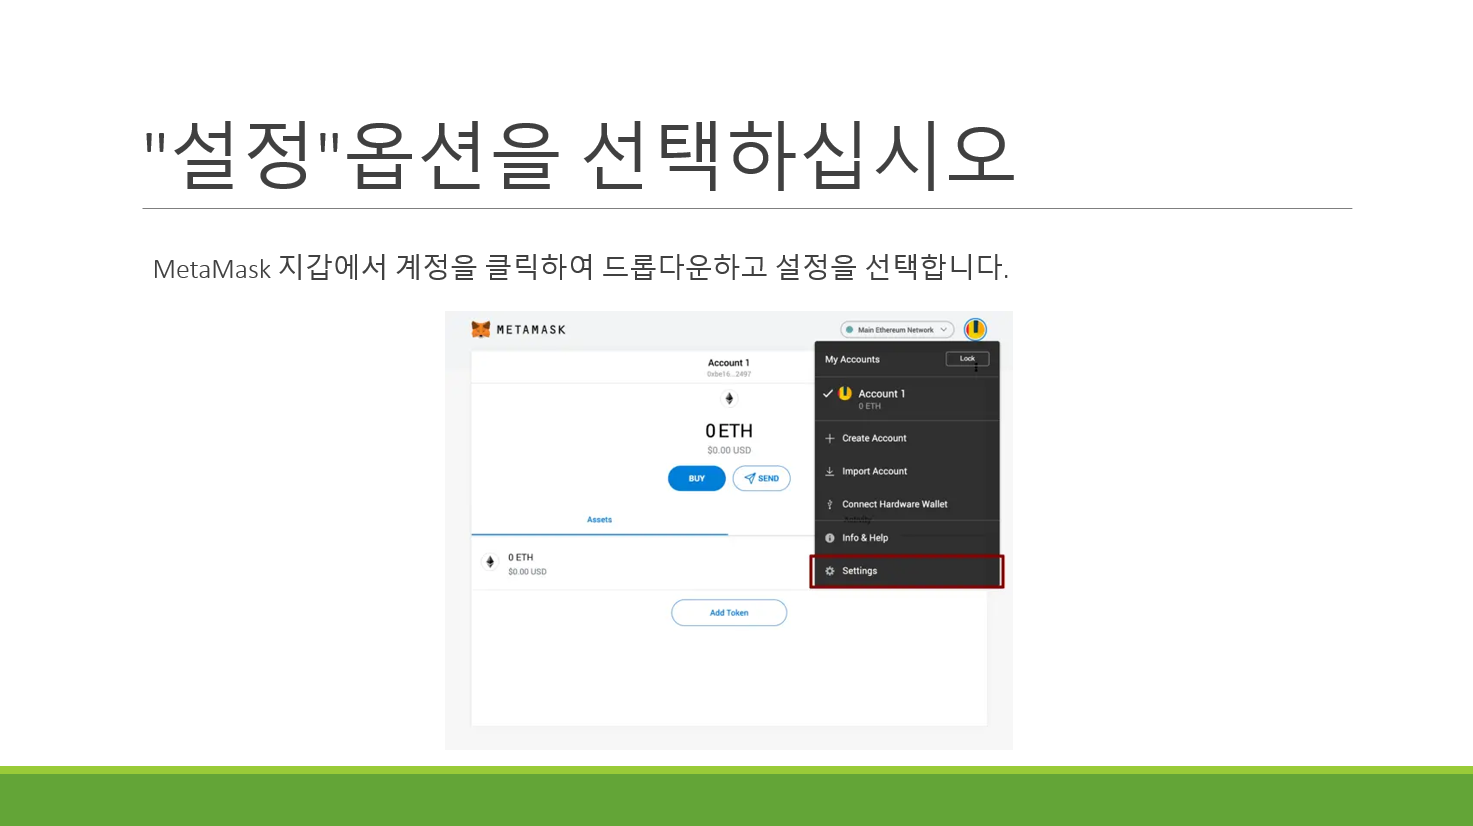 "설정"옵션을 선택하십시오
MetaMask 지갑에서 계정을 클릭하여 드롭다운하고 설정을 선택합니다.
METAMASK
Main Ethereum Network
My Accounts
Lock
Account 1
0xbe16...2497
Account 1
0 ETH
0 ETH
$0.00 USD
Create Account
BUY
SEND
Import Account
Connect Hardware Wallet
Assets
Activity
Info & Help
0 ETH
$0.00 USD
Settings
Add Token